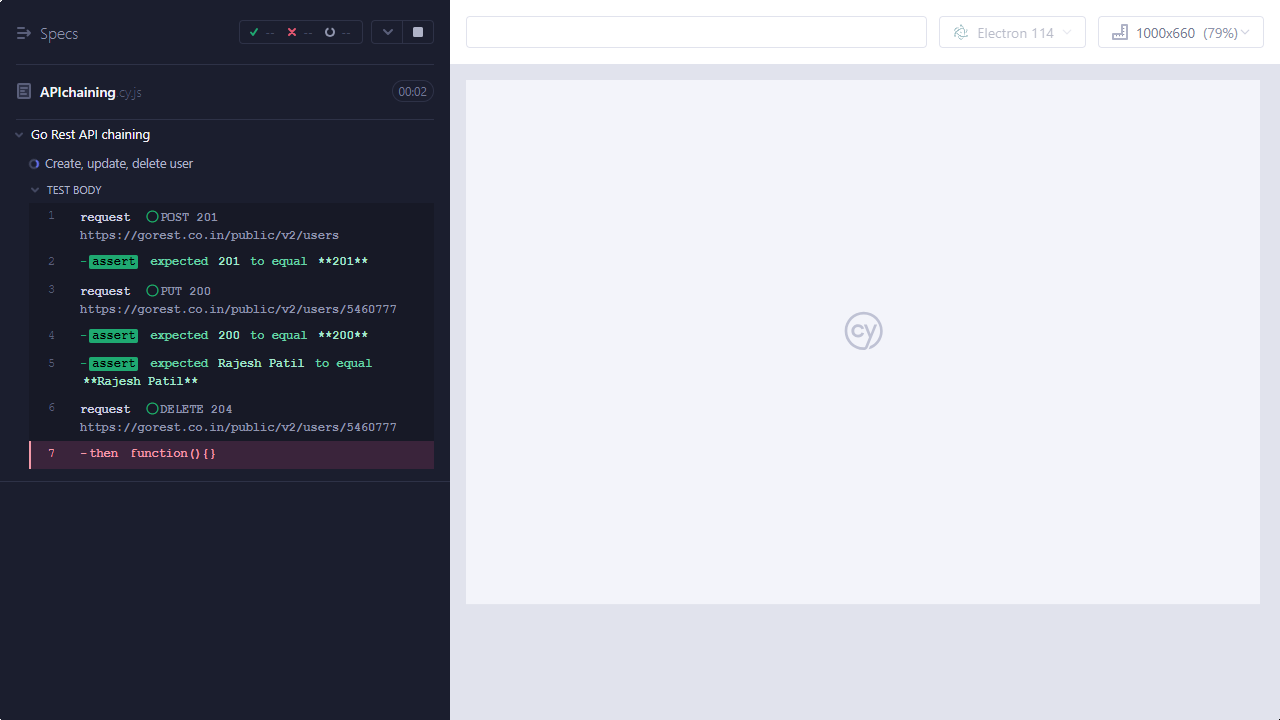 Specs
-- -- --
Electron 114
1000x660 (79%)
APIchaining.cy.js
00:02
Go Rest API chaining
Create, update, delete user
TEST BODY
1 request POST 201
https://gorest.co.in/public/v2/users
2 -assert expected 201 to equal **201**
3 request PUT 200
https://gorest.co.in/public/v2/users/5460777
4 -assert expected 200 to equal **200**
5 -assert expected Rajesh Patil to equal
**Rajesh Patil**
6 request DELETE 204
https://gorest.co.in/public/v2/users/5460777
7 -then function(){}
cy